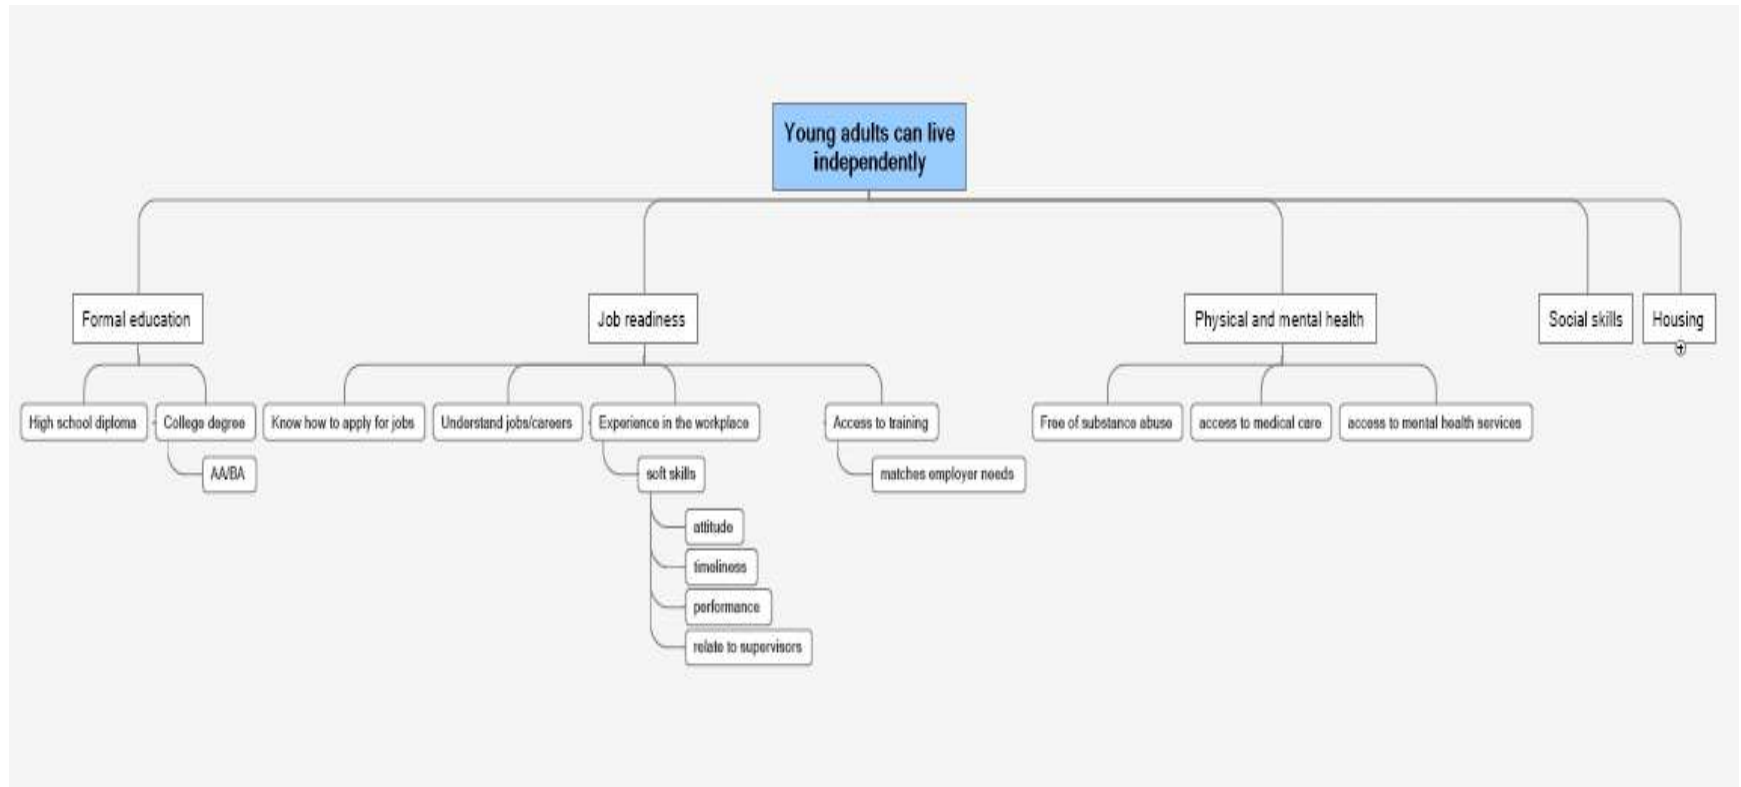 Young adults can live
independently
Formal education
Job readiness
Physical and mental health
Social skills
Housing
High school diploma
College degree
Know how to apply for jobs
Understand jobs/careers
Experience in the workplace
Access to training
Free of substance abuse
access to medical care
access to mental health services
AA/BA
soft skills
matches employer needs
attitude
timeliness
performance
relate to supervisors